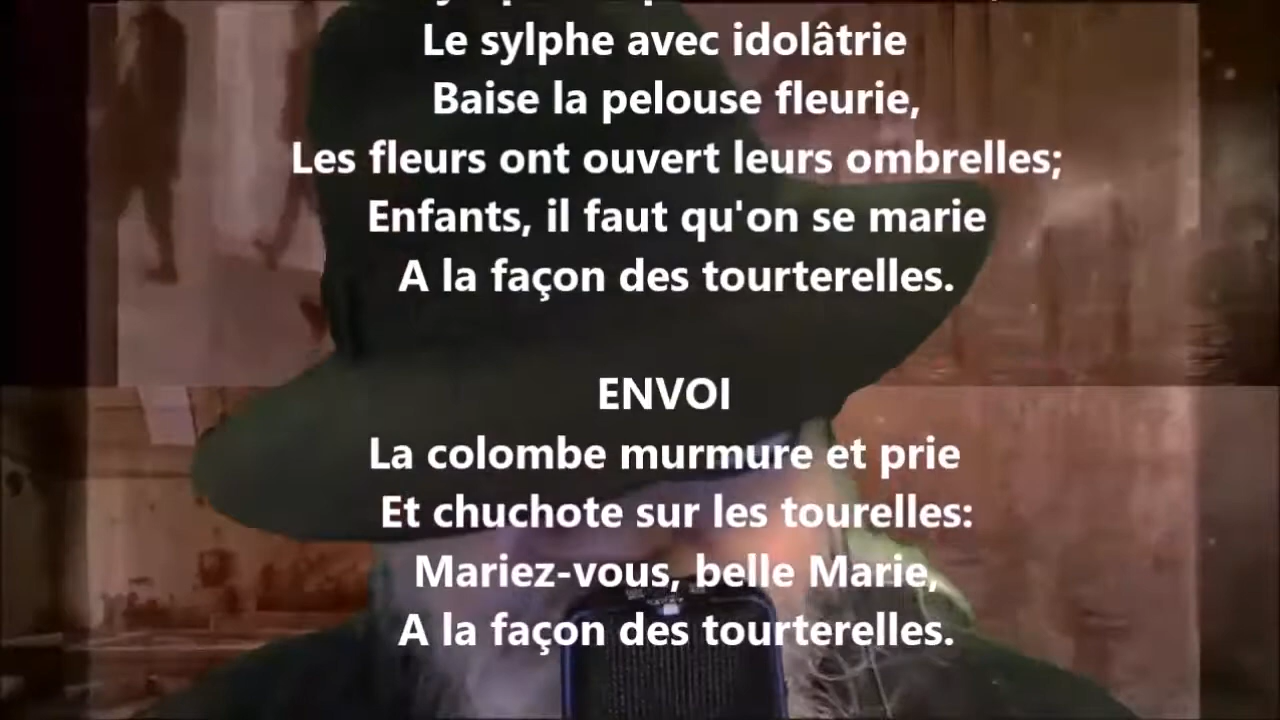 Le sylphe avec idolâtrie
Baise la pelouse fleurie,
Les fleurs ont ouvert leurs ombrelles;
Enfants, il faut qu'on se marie
A la façon des tourterelles.
ENVOI
La colombe murmure et prie
Et chuchote sur les tourelles:
Mariez-vous, belle Marie,
A la façon des tourterelles.